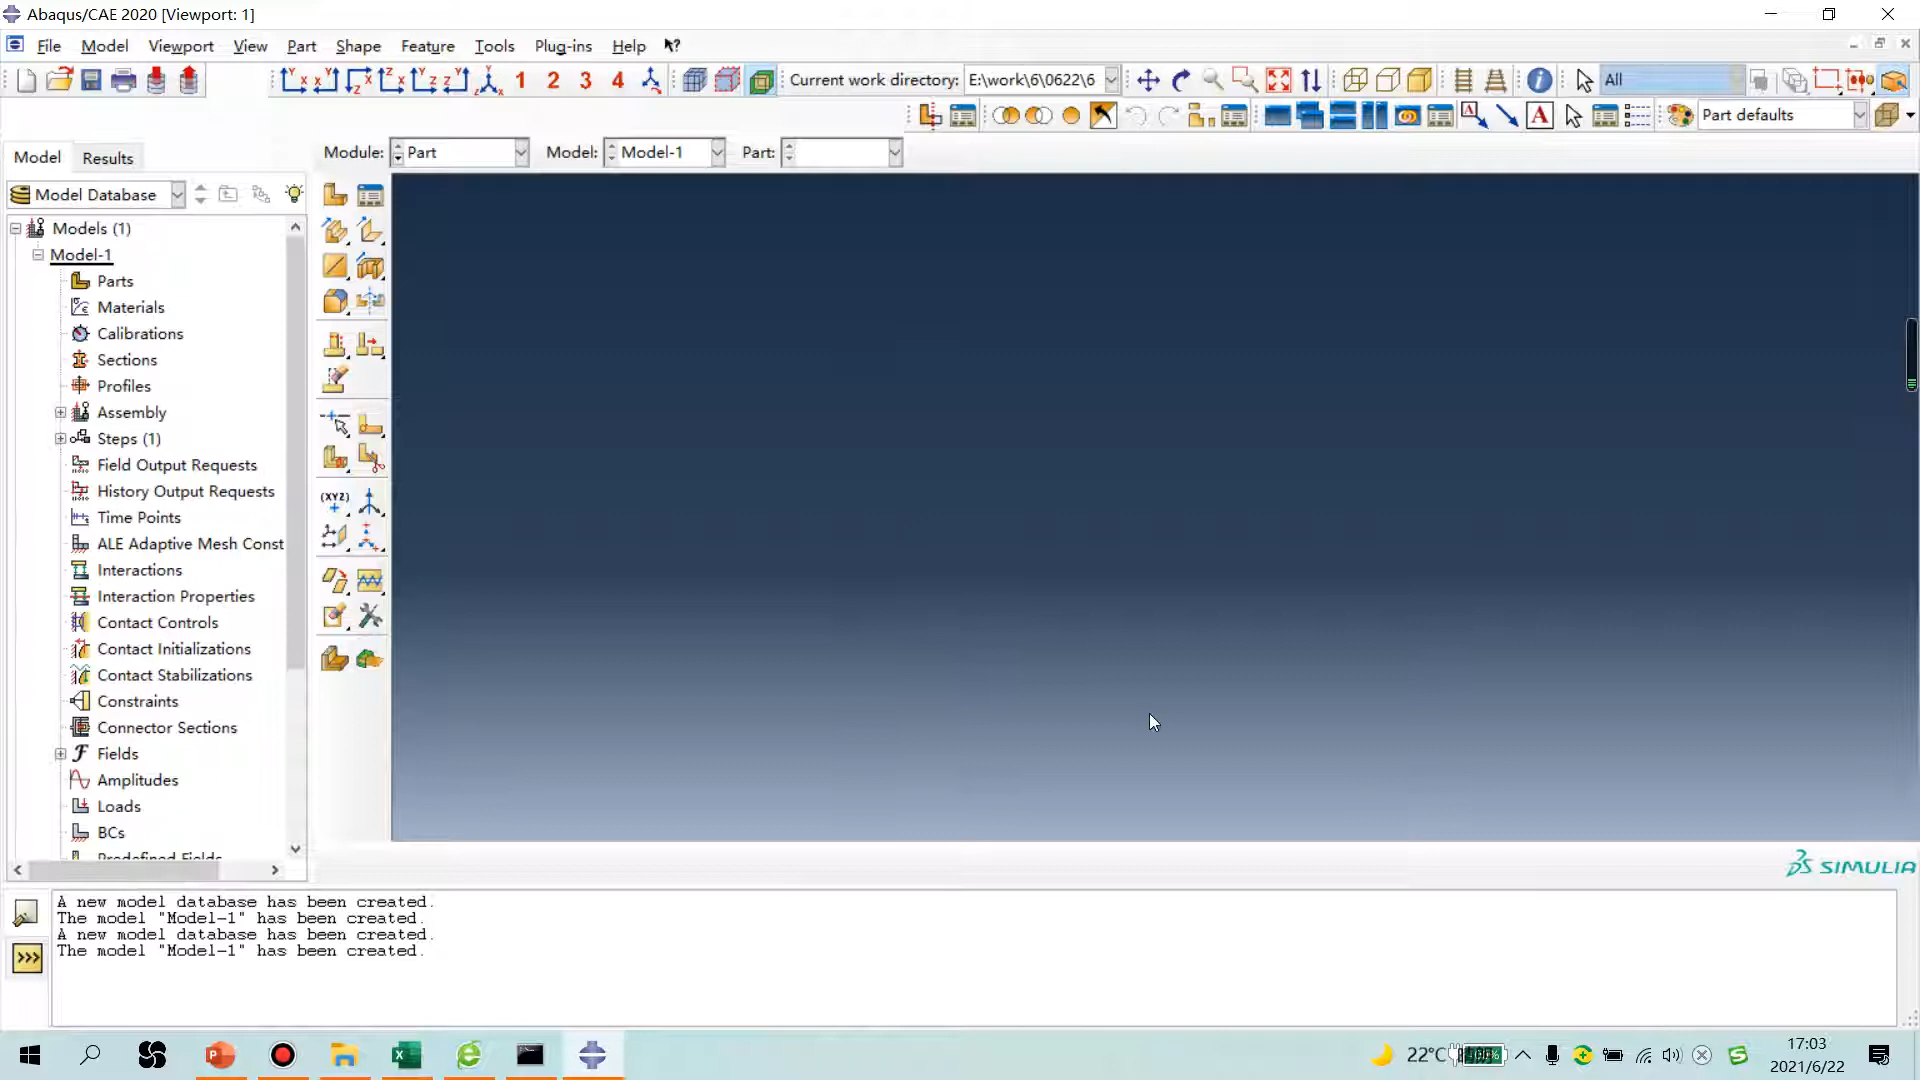 Abaqus/CAE 2020 [Viewport: 1]
File Model Viewport View Part Shape Feature Tools Plug-ins Help
1 2 3 4 Current work directory: E:\work\6\0622\6 All
Part defaults
Model Results Module: Part Model: Model-1 Part:
Model Database
Models (1)
Model-1
Parts
Materials
Calibrations
Sections
Profiles
Assembly
Steps (1)
Field Output Requests
History Output Requests
Time Points
ALE Adaptive Mesh Const
Interactions
Interaction Properties
Contact Controls
Contact Initializations
Contact Stabilizations
Constraints
Connector Sections
Fields
Amplitudes
Loads
BCs
Predefined Fields
(XYZ)
SIMULIA
A new model database has been created.
The model "Model-1" has been created.
A new model database has been created.
The model "Model-1" has been created.
22°C
17:03
2021/6/22